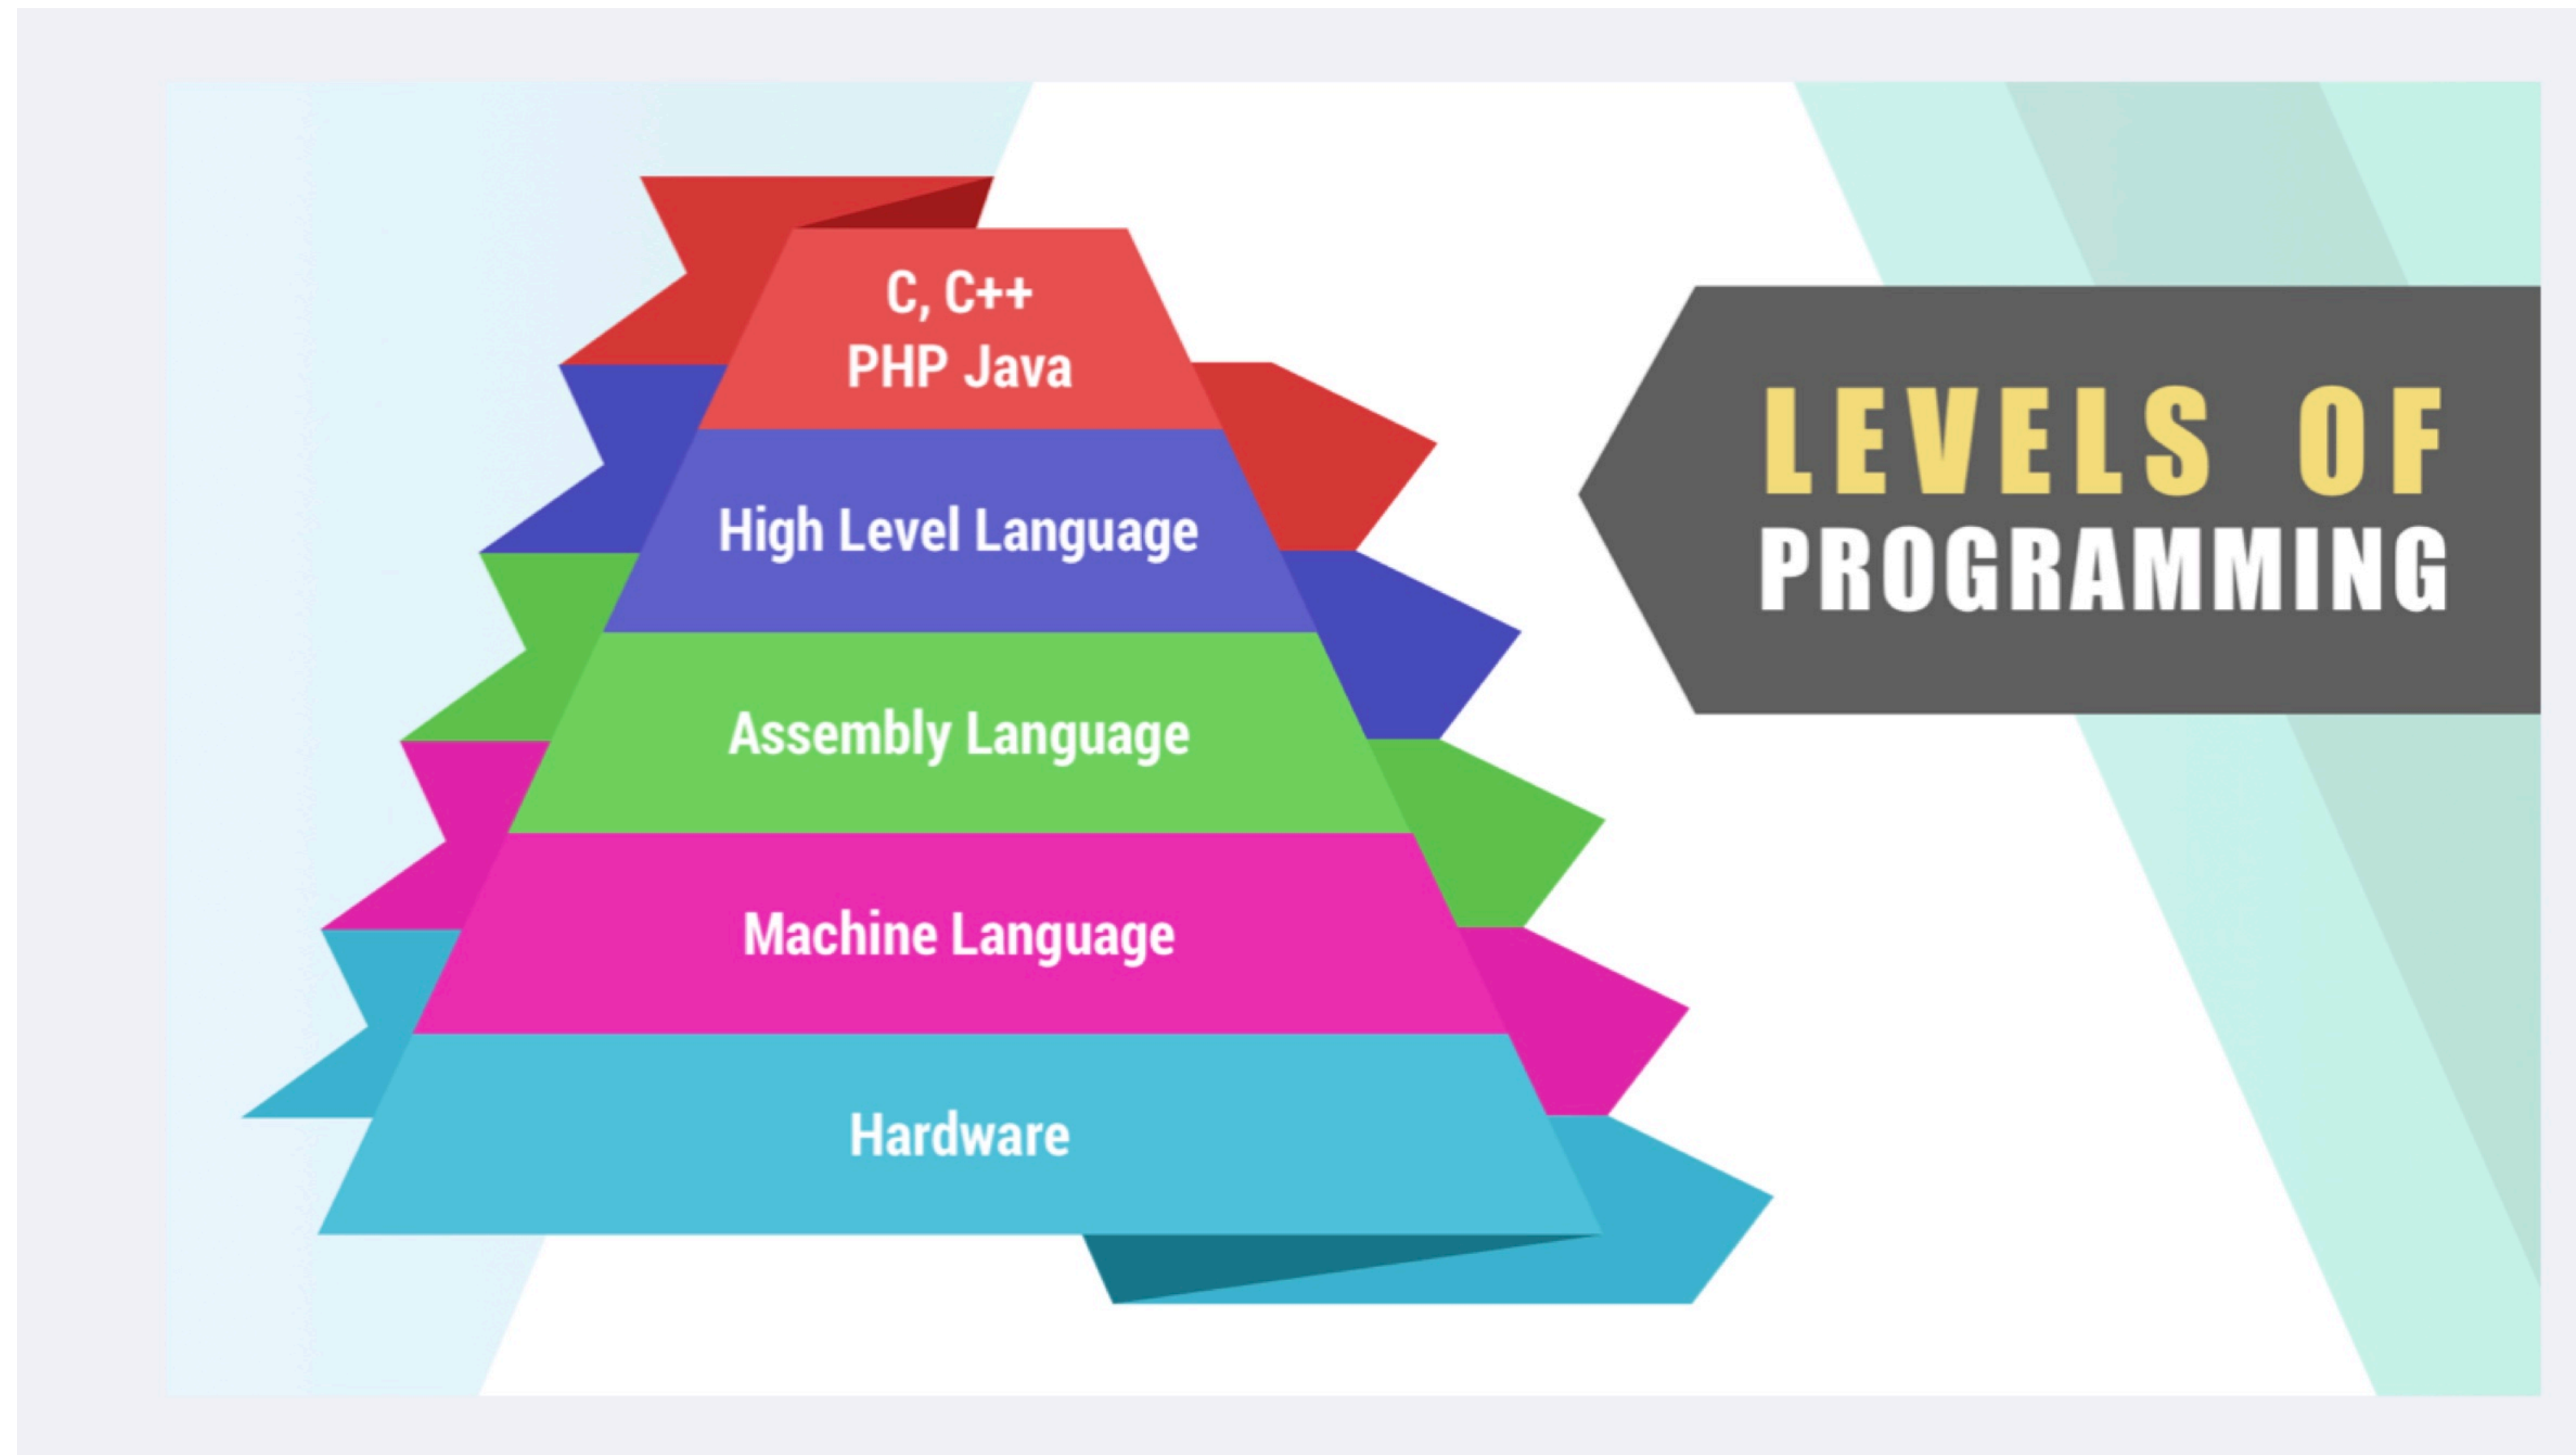 C, C++
PHP Java
High Level Language
Assembly Language
Machine Language
Hardware
LEVELS OF
PROGRAMMING